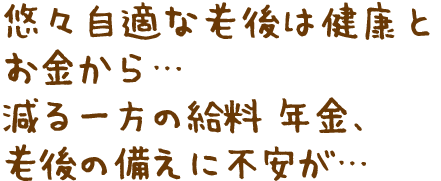 悠々自適な老後は健康と
お金から…
減る一方の給料 年金、
老後の備えに不安が…